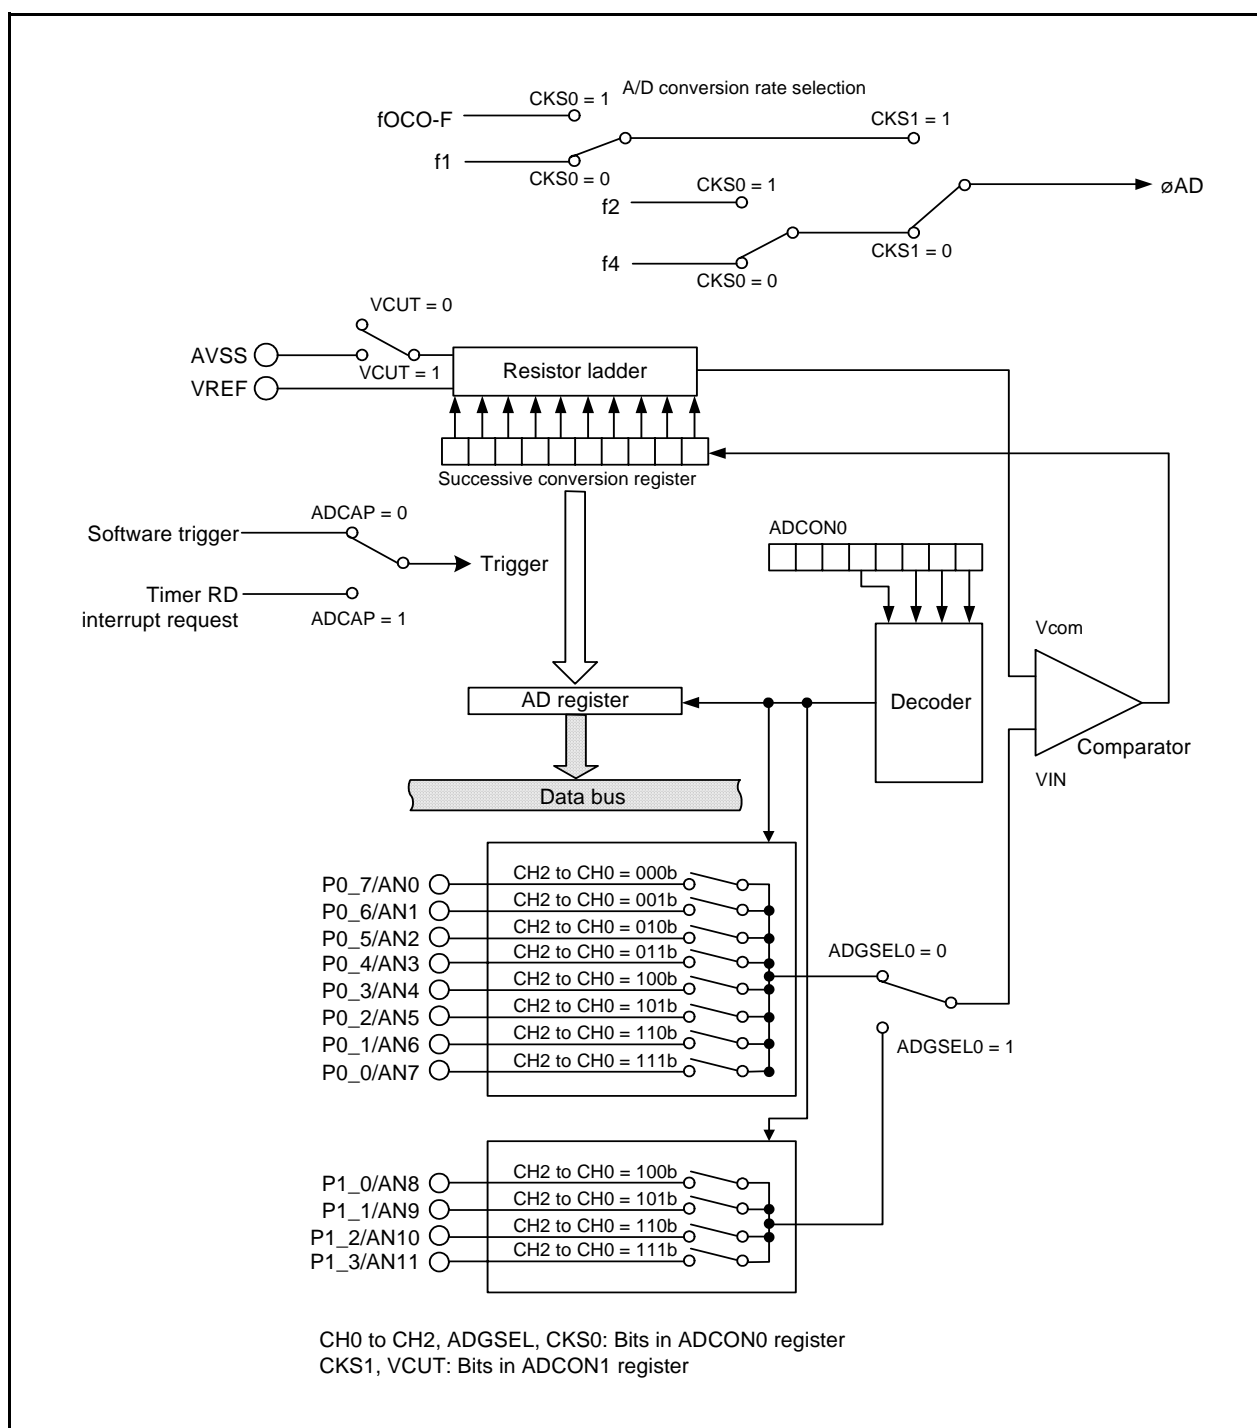 A/D conversion rate selection
CKS0 = 1
fOCO-F
CKS1 = 1
f1
CKS0 = 0
CKS0 = 1
f2
øAD
CKS1 = 0
f4
CKS0 = 0
VCUT = 0
AVSS
VCUT = 1
VREF
Resistor ladder
Successive conversion register
ADCAP = 0
Software trigger
Trigger
Timer RD
interrupt request
ADCAP = 1
ADCON0
Vcom
Decoder
Comparator
VIN
AD register
Data bus
P0_7/AN0 CH2 to CH0 = 000b
P0_6/AN1 CH2 to CH0 = 001b
P0_5/AN2 CH2 to CH0 = 010b
P0_4/AN3 CH2 to CH0 = 011b
P0_3/AN4 CH2 to CH0 = 100b
P0_2/AN5 CH2 to CH0 = 101b
P0_1/AN6 CH2 to CH0 = 110b
P0_0/AN7 CH2 to CH0 = 111b
ADGSEL0 = 0
ADGSEL0 = 1
P1_0/AN8 CH2 to CH0 = 100b
P1_1/AN9 CH2 to CH0 = 101b
P1_2/AN10 CH2 to CH0 = 110b
P1_3/AN11 CH2 to CH0 = 111b
CH0 to CH2, ADGSEL, CKS0: Bits in ADCON0 register
CKS1, VCUT: Bits in ADCON1 register